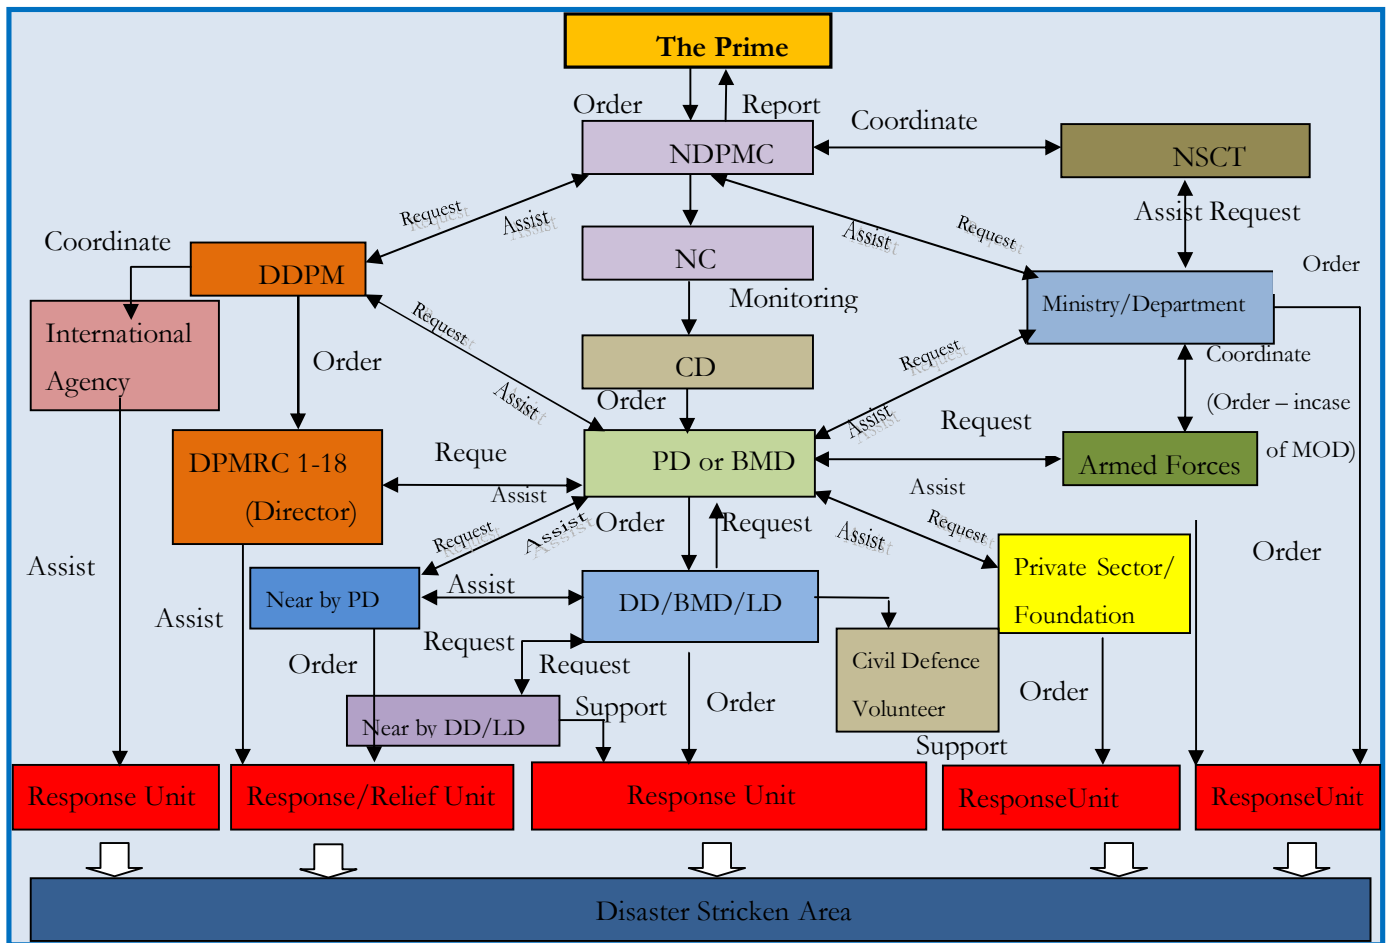 The Prime
Order
Report
Coordinate
NDPMC
NSCT
Request
Assist
Assist
Request
Assist Request
Coordinate
DDPM
NC
Order
Monitoring
Ministry/Department
International
Agency
Order
Request
Assist
CD
Order
Request
Assist
Coordinate
(Order – incase
of MOD)
DPMRC 1-18
(Director)
Reque
Assist
PD or BMD
Request
Assist
Armed Forces
Request
Assist
Order
Request
Assist
Request
Order
Assist
Near by PD
Assist
DD/BMD/LD
Private Sector/
Foundation
Assist
Order
Request
Request
Civil Defence
Volunteer
Near by DD/LD
Support
Order
Order
Support
Response Unit
Response/Relief Unit
Response Unit
ResponseUnit
ResponseUnit
Disaster Stricken Area